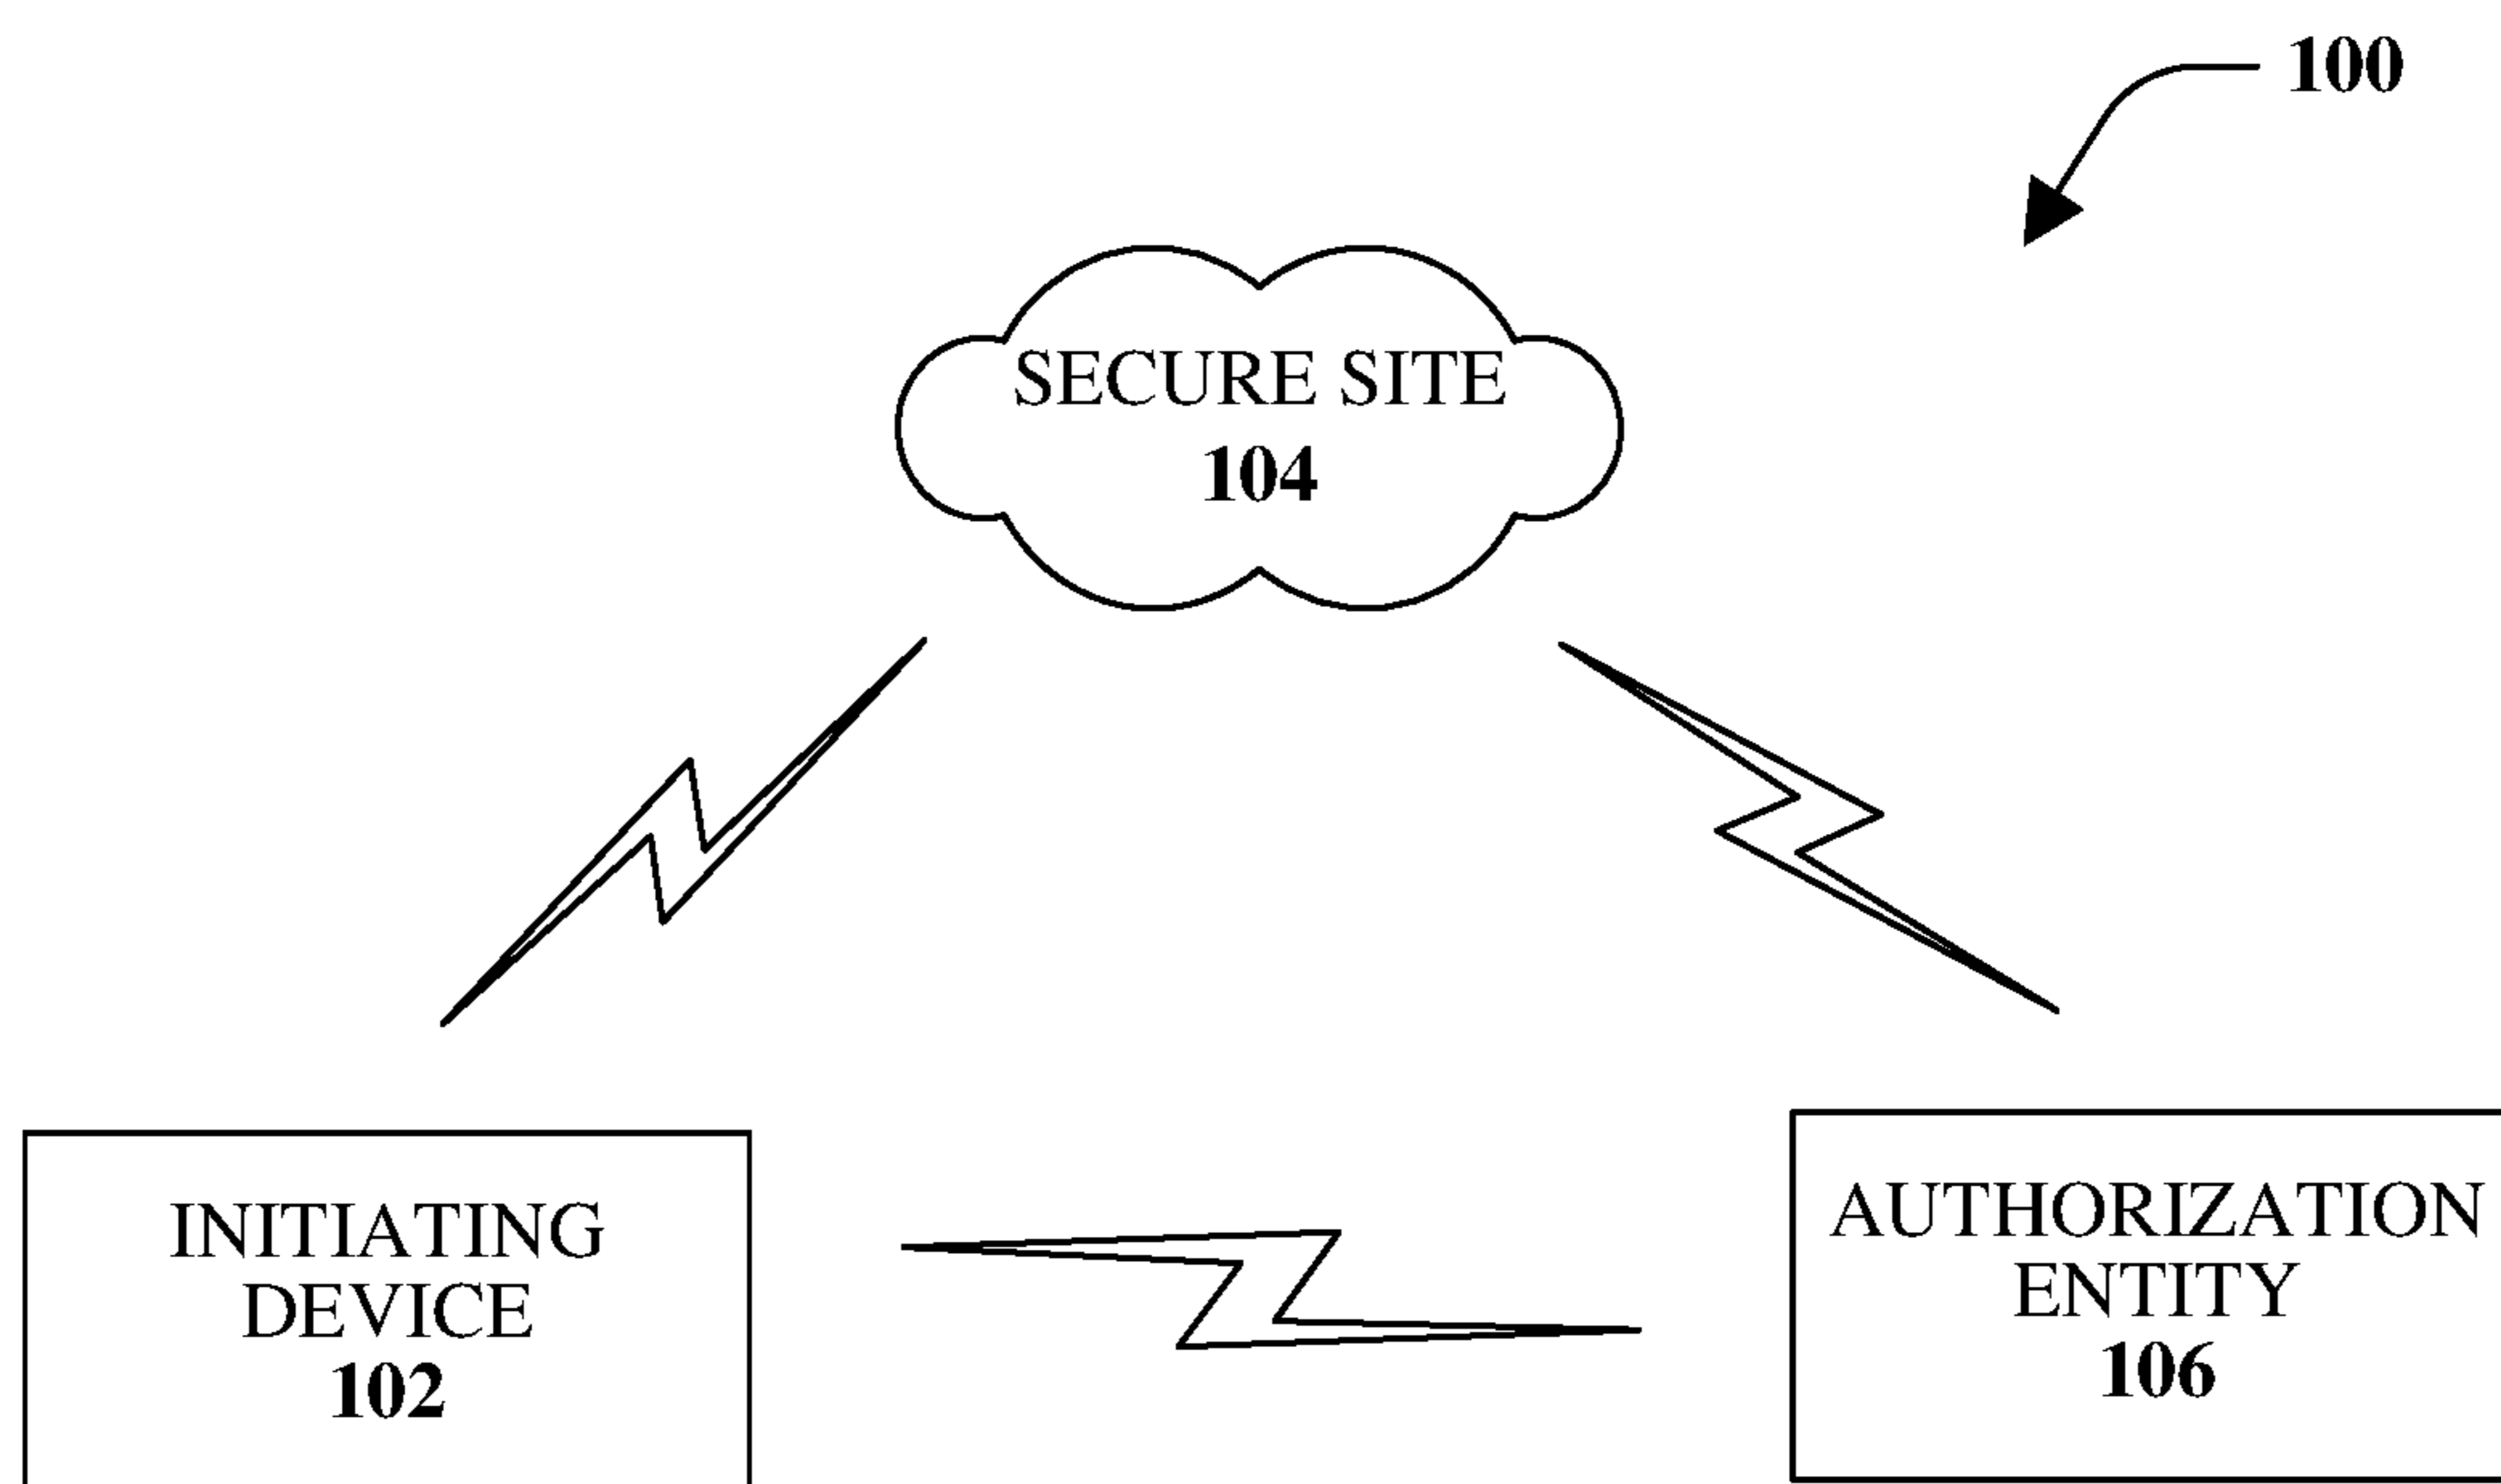 100
SECURE SITE
104
INITIATING
DEVICE
102
AUTHORIZATION
ENTITY
106